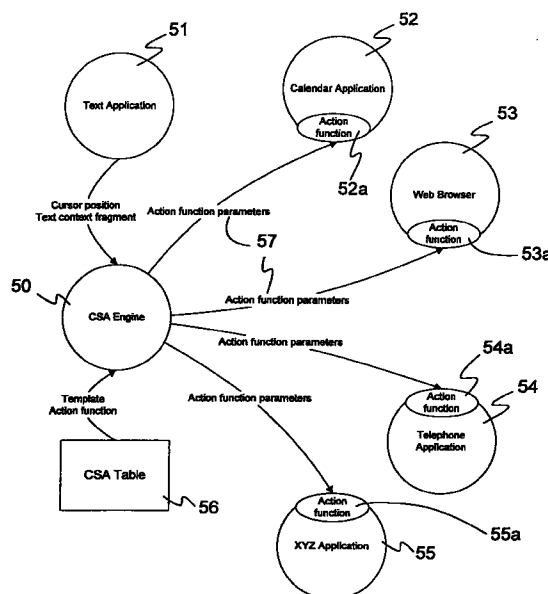 51
Text Application
52
Calendar Application
Action
function
52a
53
Web Browser
Action
function
53a
Cursor position
Text context fragment
Action function parameters
57
50
CSA Engine
Action function parameters
Action function parameters
54a
Action
function
54
Telephone
Application
Template
Action function
Action function parameters
CSA Table
56
Action
function
55a
XYZ Application
55